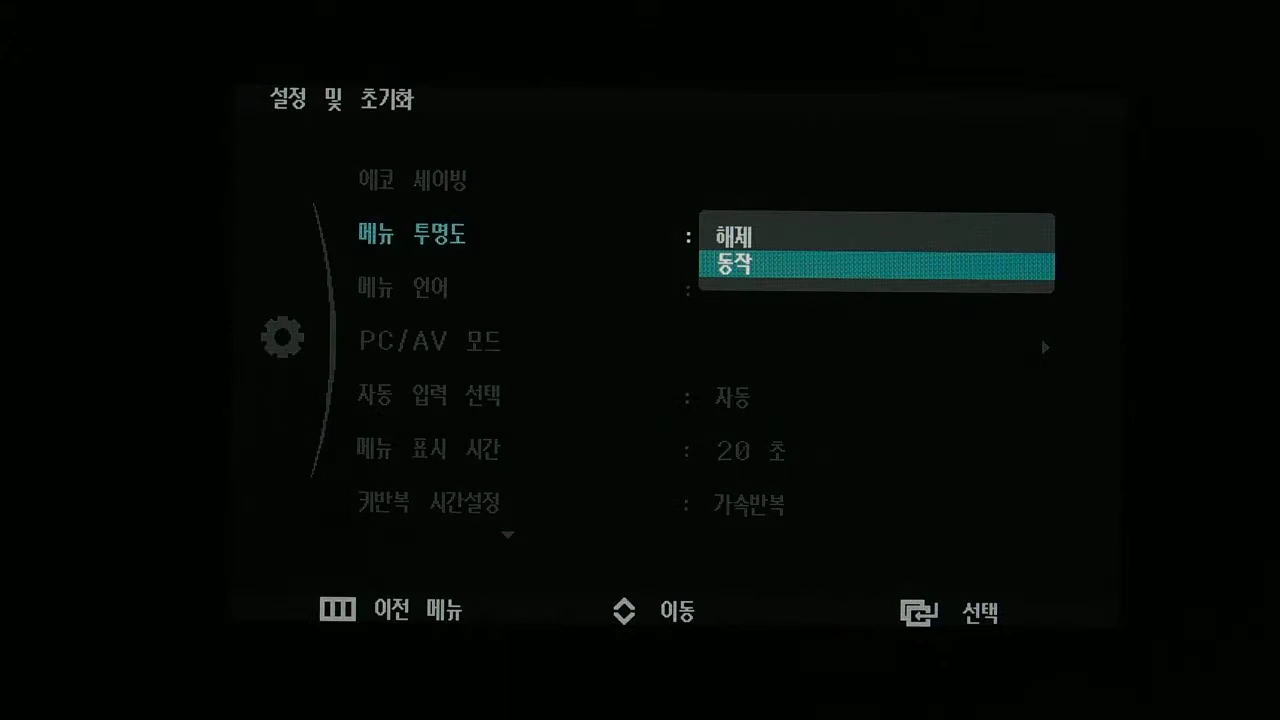 설정 및 초기화
에코 세이빙
메뉴 투명도 : 해제
동작
메뉴 언어 :
PC/AV 모드
자동 입력 선택 : 자동
메뉴 표시 시간 : 20 초
키반복 시간설정 : 가속반복
이전 메뉴 이동 선택